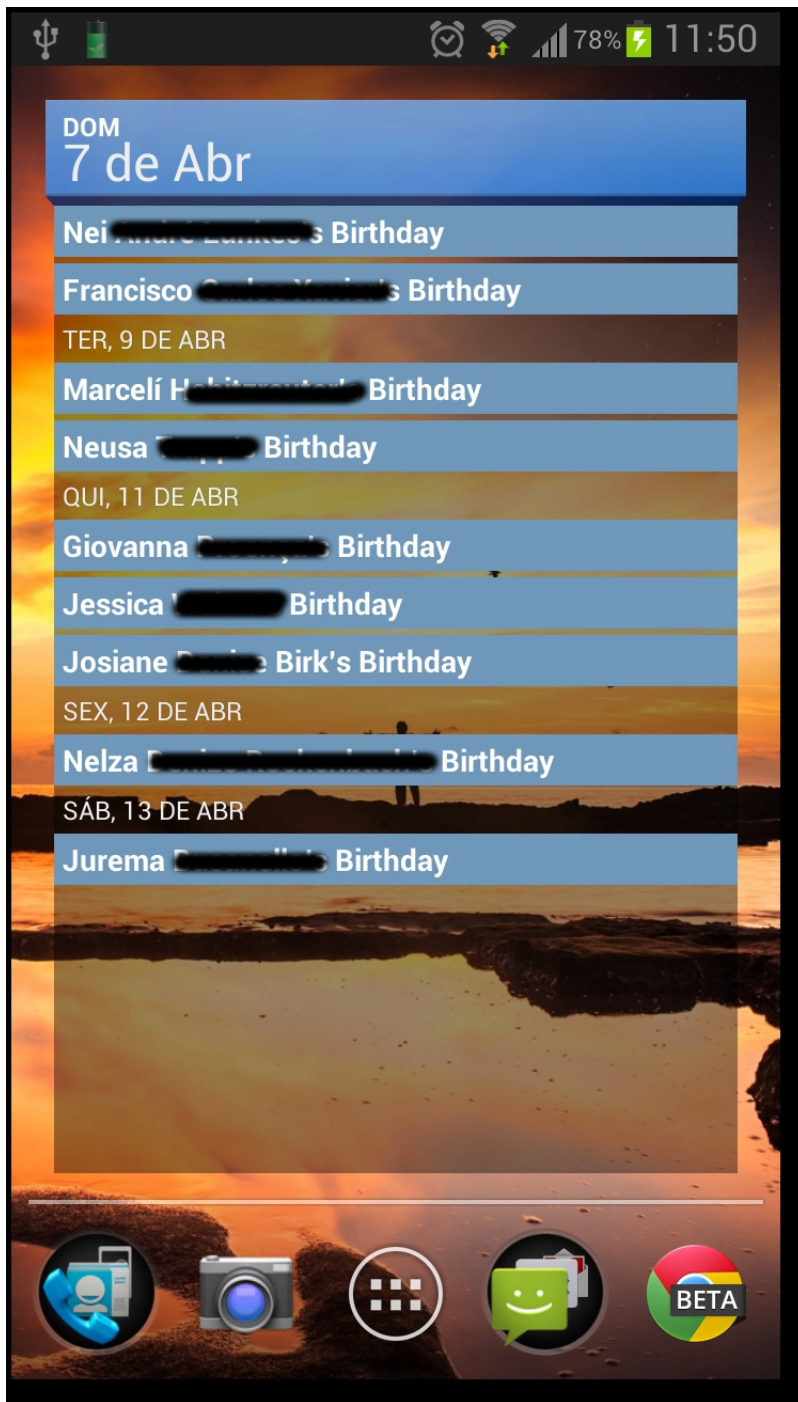 78% 11:50
DOM
7 de Abr
Nei Birthday
Francisco Birthday
TER, 9 DE ABR
Marcelí Birthday
Neusa Birthday
QUI, 11 DE ABR
Giovanna Birthday
Jessica Birthday
Josiane Birk's Birthday
SEX, 12 DE ABR
Nelza Birthday
SÁB, 13 DE ABR
Jurema Birthday
BETA